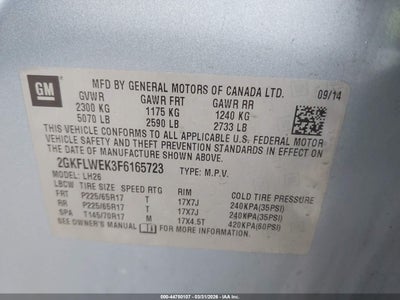 GM
09/14
MFD BY GENERAL MOTORS OF CANADA LTD.
GVWR GAWR FRT GAWR RR
2300 KG 1175 KG 1240 KG
5070 LB 2590 LB 2733 LB
THIS VEHICLE CONFORMS TO ALL APPLICABLE U.S. FEDERAL MOTOR
VEHICLE SAFETY, BUMPER, AND THEFT PREVENTION STANDARDS IN
EFFECT ON THE DATE OF MANUFACTURE SHOWN ABOVE.
2GKFLWEK3F6165723 TYPE: M.P.V.
MODEL: LH26
LBCW TIRE SIZE SPEED RTG RIM COLD TIRE PRESSURE
FRT P225/65R17 T 17X7J 240KPA(35PSI)
RR P225/65R17 T 17X7J 240KPA(35PSI)
SPA T145/70R17 M 17X4.5T 420KPA(60PSI)
SEE OWNER'S MANUAL FOR ADDITIONAL INFORMATION.
© 000-44750107 - 03/31/2026 - IAAI.COM